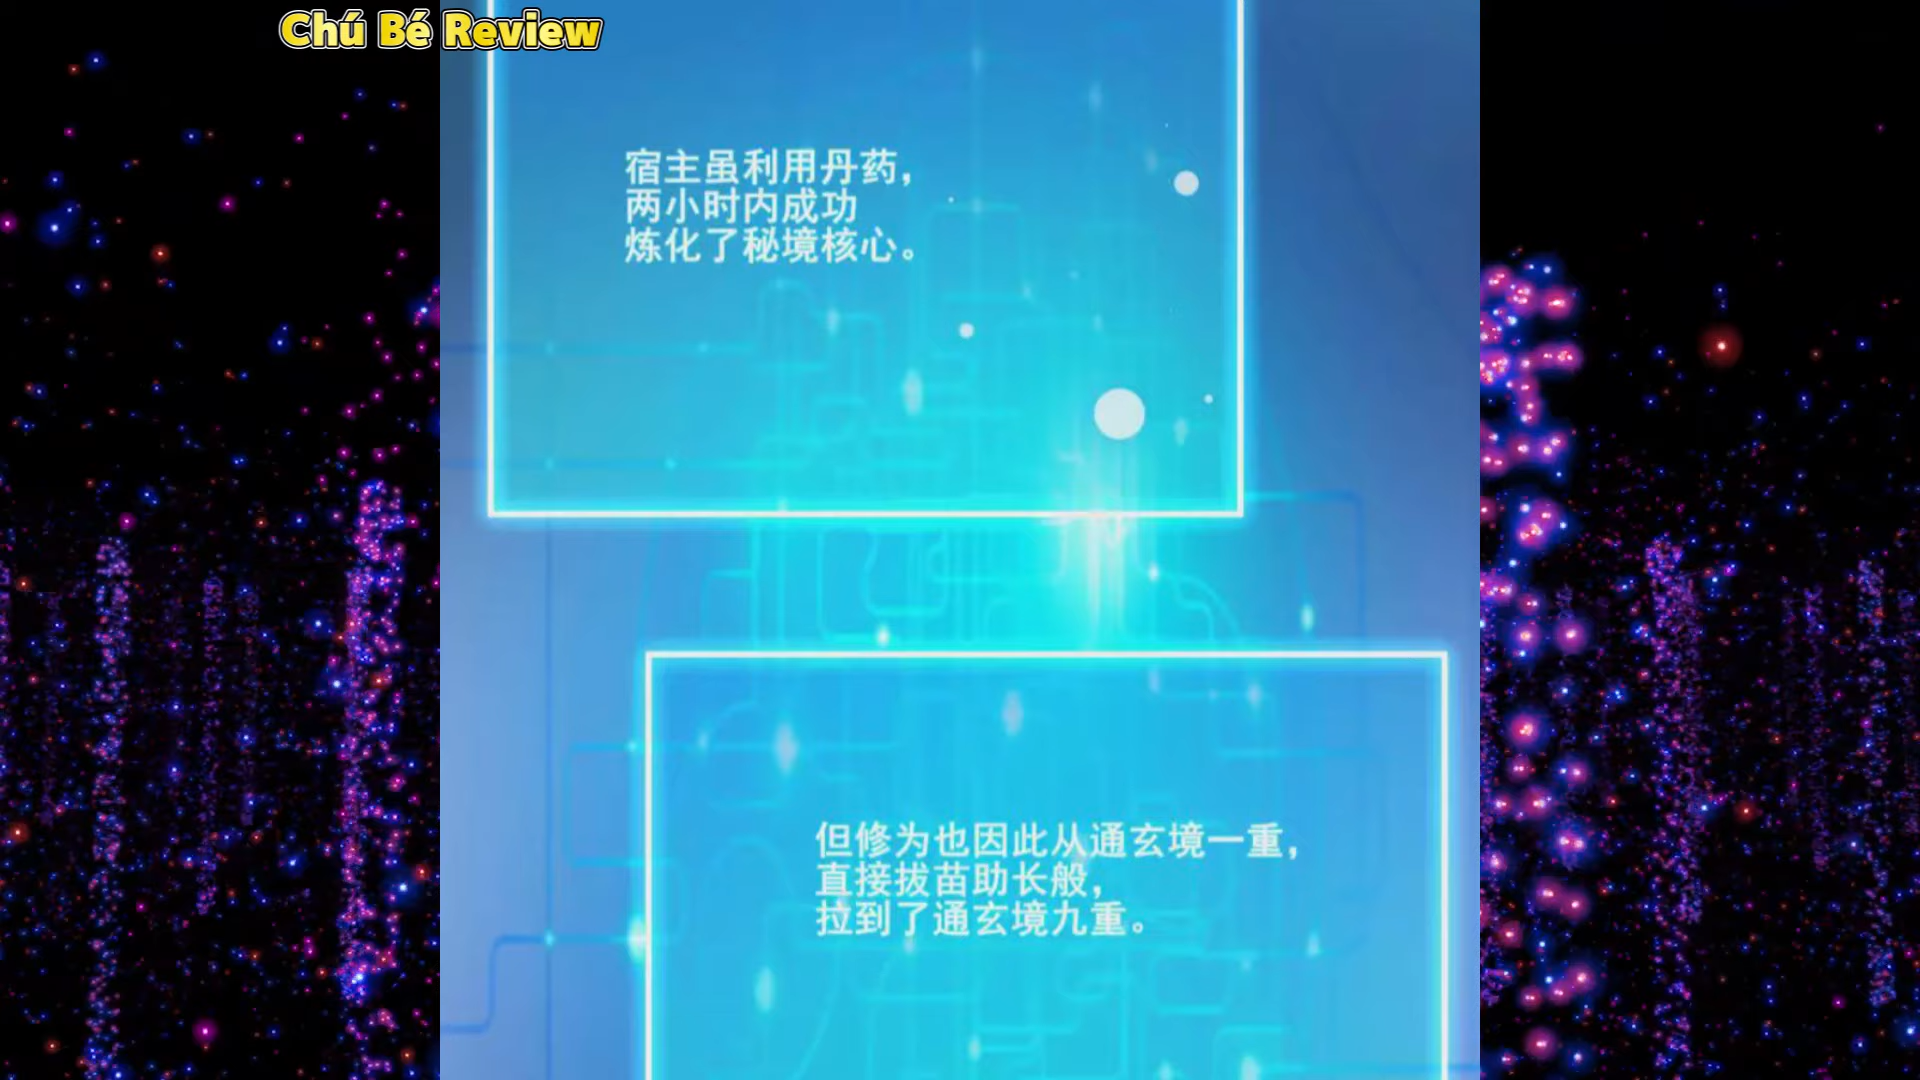 Chú Bé Review
宿主虽利用丹药，
两小时内成功
炼化了秘境核心。
但修为也因此从通玄境一重，
直接拔苗助长般，
拉到了通玄境九重。